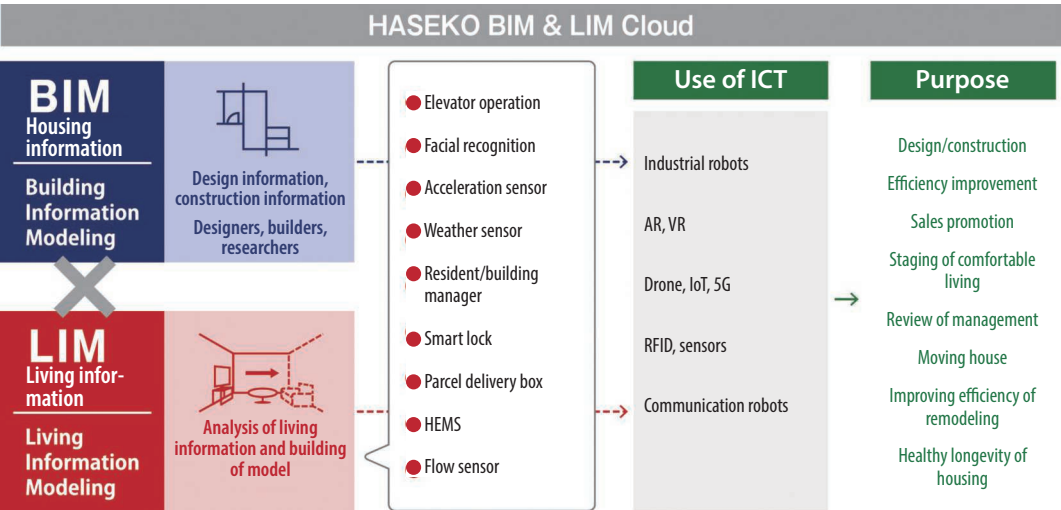 HASEKO BIM & LIM Cloud
BIM
Housing
information
Building
Information
Modeling
Design information,
construction information
Designers, builders,
researchers
LIM
Living infor-
mation
Living
Information
Modeling
Analysis of living
information and building
of model
Elevator operation
Facial recognition
Acceleration sensor
Weather sensor
Resident/building
manager
Smart lock
Parcel delivery box
HEMS
Flow sensor
Use of ICT
Industrial robots
AR, VR
Drone, IoT, 5G
RFID, sensors
Communication robots
Purpose
Design/construction
Efficiency improvement
Sales promotion
Staging of comfortable
living
Review of management
Moving house
Improving efficiency of
remodeling
Healthy longevity of
housing